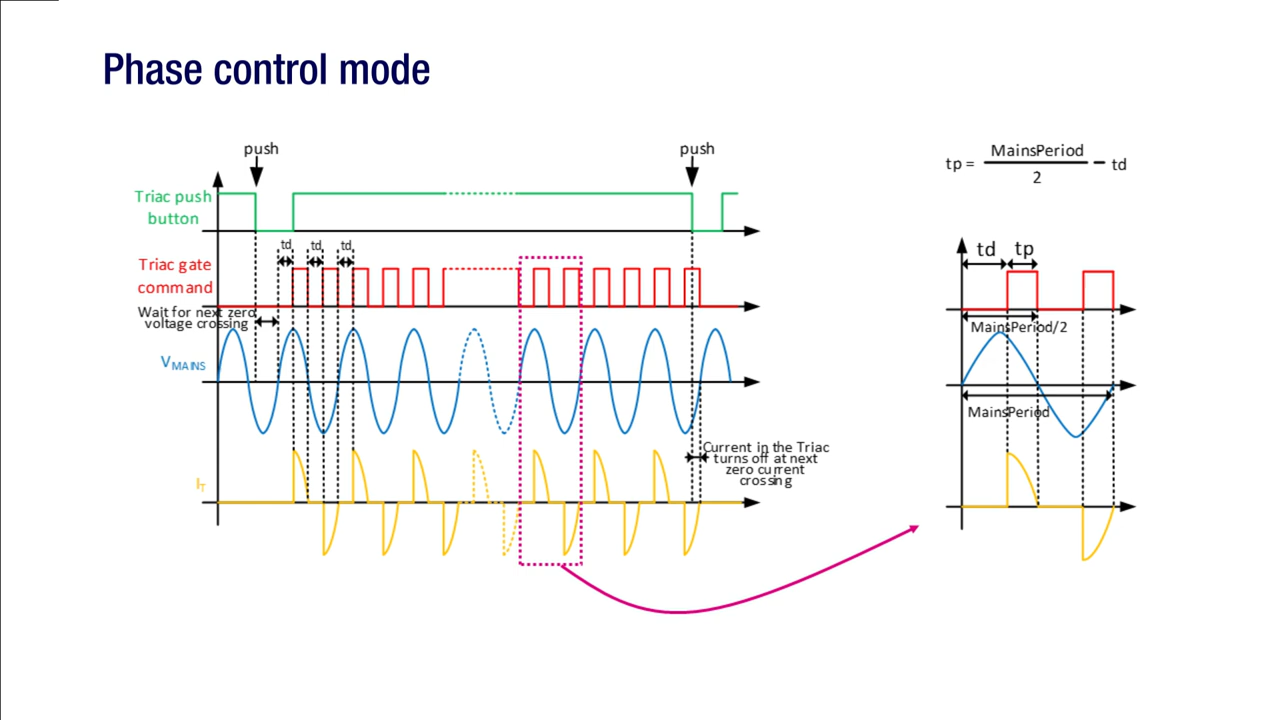 Phase control mode
push
push
Triac push
button
td
td
td
Triac gate
command
Wait for next zero
voltage crossing
VMAINS
Current in the Triac
turns off at next
zero current
crossing
IT
tp = MainsPeriod / 2 − td
td
tp
MainsPeriod/2
MainsPeriod